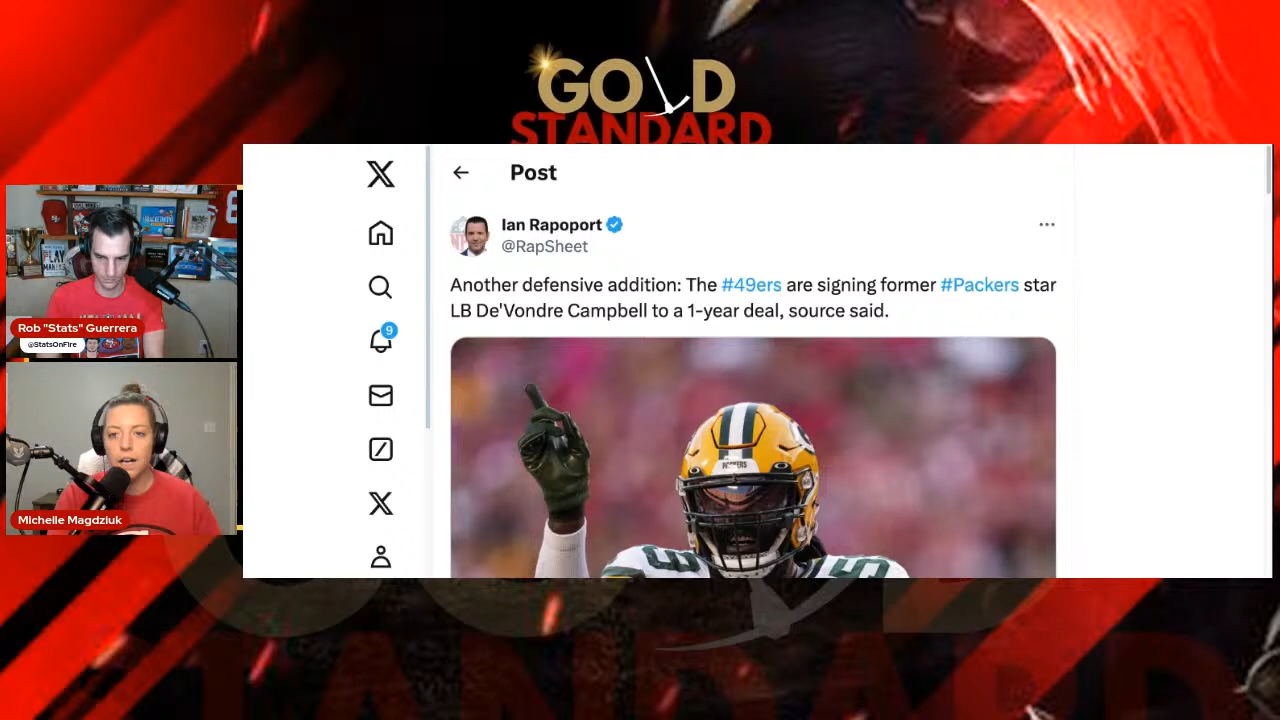 GOLD
STANDARD
Post
Ian Rapoport
@RapSheet
Another defensive addition: The #49ers are signing former #Packers star
LB De'Vondre Campbell to a 1-year deal, source said.
9
PACKERS
Rob "Stats" Guerrera
@StatsOnFire
Michelle Magdziuk